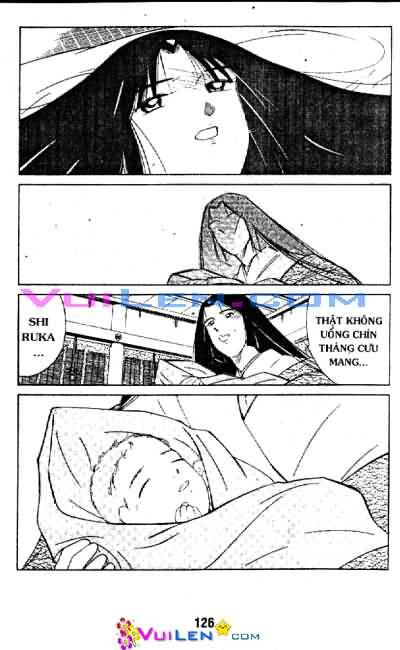 VuiLen.com
SHI
RUKA
...
THẬT KHÔNG
UỔNG CHÍN
THÁNG CƯU
MANG...
126
VuiLen.com